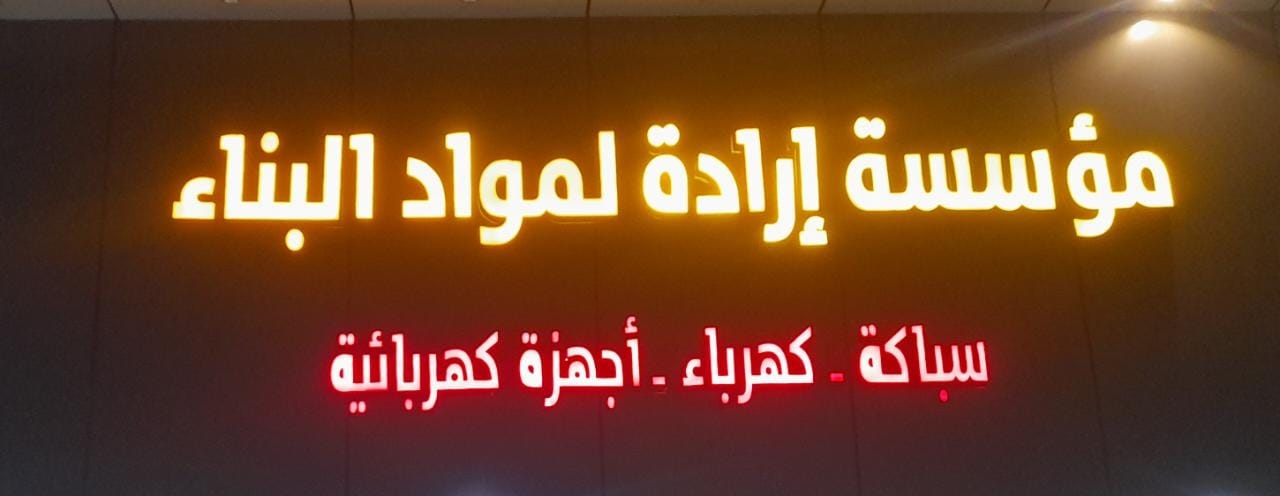 مؤسسة إرادة لمواد البناء
سباكة - كهرباء - أجهزة كهربائية